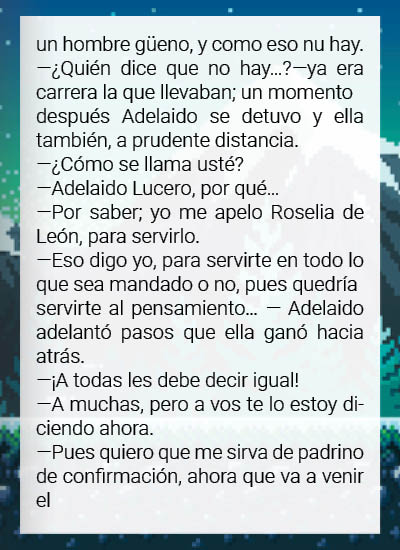 un hombre güeno, y como eso nu hay.
—¿Quién dice que no hay...?—ya era
carrera la que llevaban; un momento
después Adelaido se detuvo y ella
también, a prudente distancia.
—¿Cómo se llama usté?
—Adelaido Lucero, por qué...
—Por saber; yo me apelo Roselia de
León, para servirlo.
—Eso digo yo, para servirte en todo lo
que sea mandado o no, pues quedría
servirte al pensamiento... — Adelaido
adelantó pasos que ella ganó hacia
atrás.
—¡A todas les debe decir igual!
—A muchas, pero a vos te lo estoy di-
ciendo ahora.
—Pues quiero que me sirva de padrino
de confirmación, ahora que va a venir
el